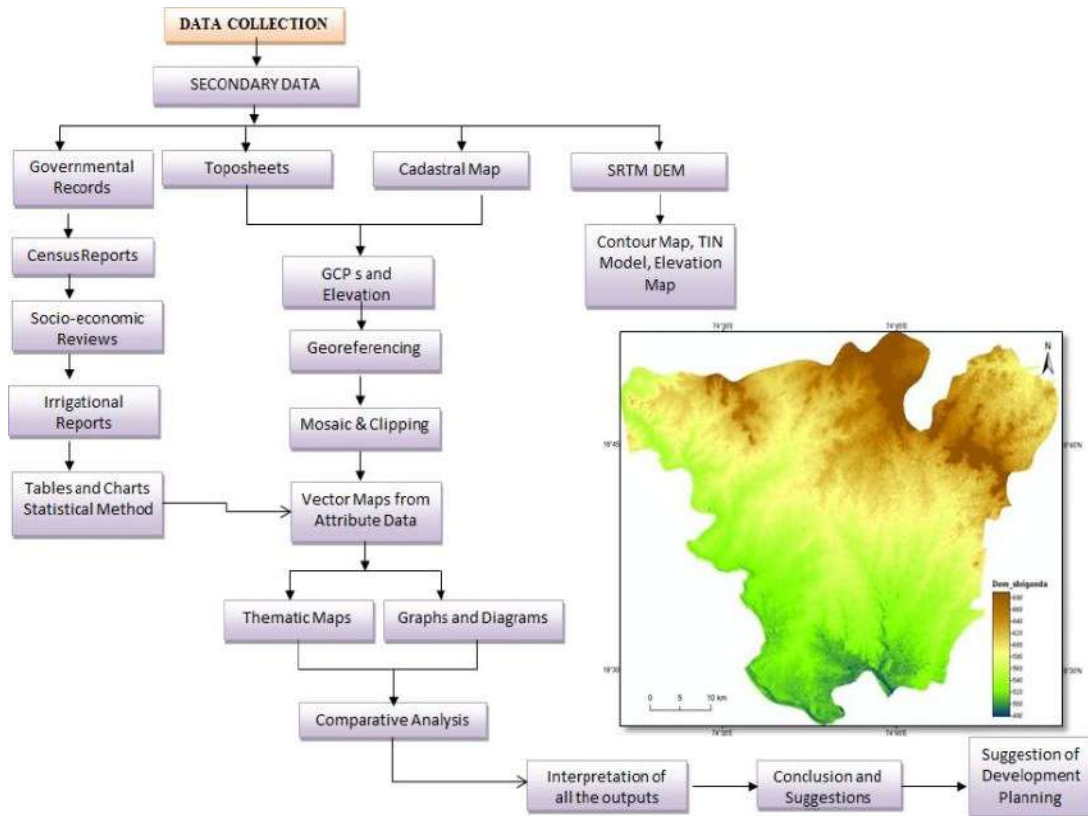 DATA COLLECTION
SECONDARY DATA
Governmental
Records
Toposheets
Cadastral Map
SRTM DEM
Census Reports
Socio-economic
Reviews
Irrigational
Reports
Tables and Charts
Statistical Method
GCP s and
Elevation
Georeferencing
Mosaic & Clipping
Vector Maps from
Attribute Data
Contour Map, TIN
Model, Elevation
Map
N
Dem_shrigonda
0 5 10 km
Thematic Maps
Graphs and Diagrams
Comparative Analysis
Interpretation of
all the outputs
Conclusion and
Suggestions
Suggestion of
Development
Planning